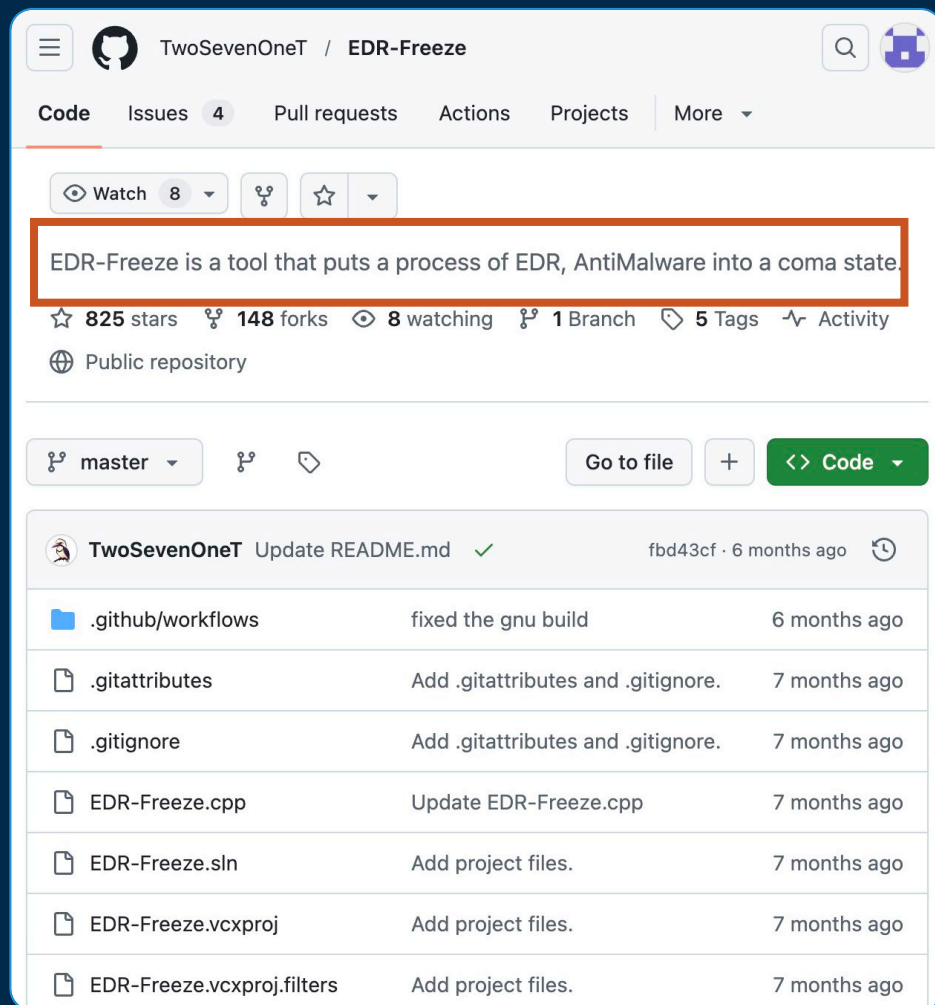 TwoSevenOneT / EDR-Freeze
Code Issues 4 Pull requests Actions Projects More
Watch 8
EDR-Freeze is a tool that puts a process of EDR, AntiMalware into a coma state.
825 stars 148 forks 8 watching 1 Branch 5 Tags Activity
Public repository
master Go to file + <> Code
TwoSevenOneT Update README.md fbd43cf · 6 months ago
.github/workflows fixed the gnu build 6 months ago
.gitattributes Add .gitattributes and .gitignore. 7 months ago
.gitignore Add .gitattributes and .gitignore. 7 months ago
EDR-Freeze.cpp Update EDR-Freeze.cpp 7 months ago
EDR-Freeze.sln Add project files. 7 months ago
EDR-Freeze.vcxproj Add project files. 7 months ago
EDR-Freeze.vcxproj.filters Add project files. 7 months ago